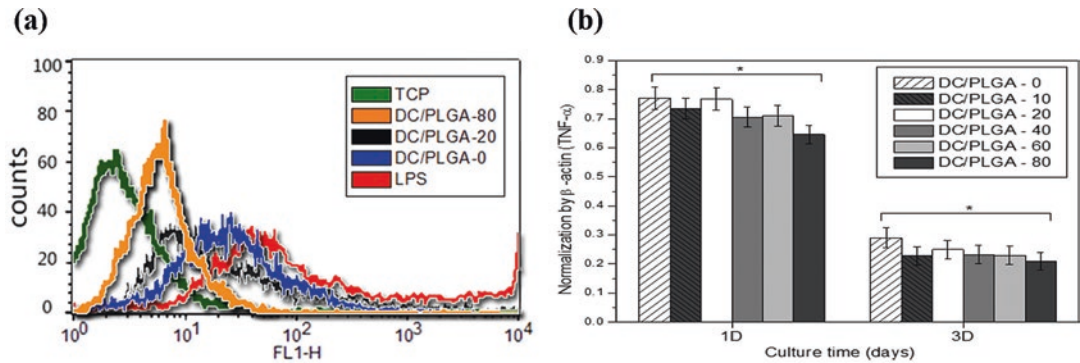 (a)
counts
100
80
60
40
20
0
10^0
10^1
10^2
10^3
10^4
FL1-H
TCP
DC/PLGA-80
DC/PLGA-20
DC/PLGA-0
LPS
(b)
Normalization by β-actin (TNF-α)
0.9
0.8
0.7
0.6
0.5
0.4
0.3
0.2
0.1
0.0
*
*
DC/PLGA - 0
DC/PLGA - 10
DC/PLGA - 20
DC/PLGA - 40
DC/PLGA - 60
DC/PLGA - 80
1D
3D
Culture time (days)